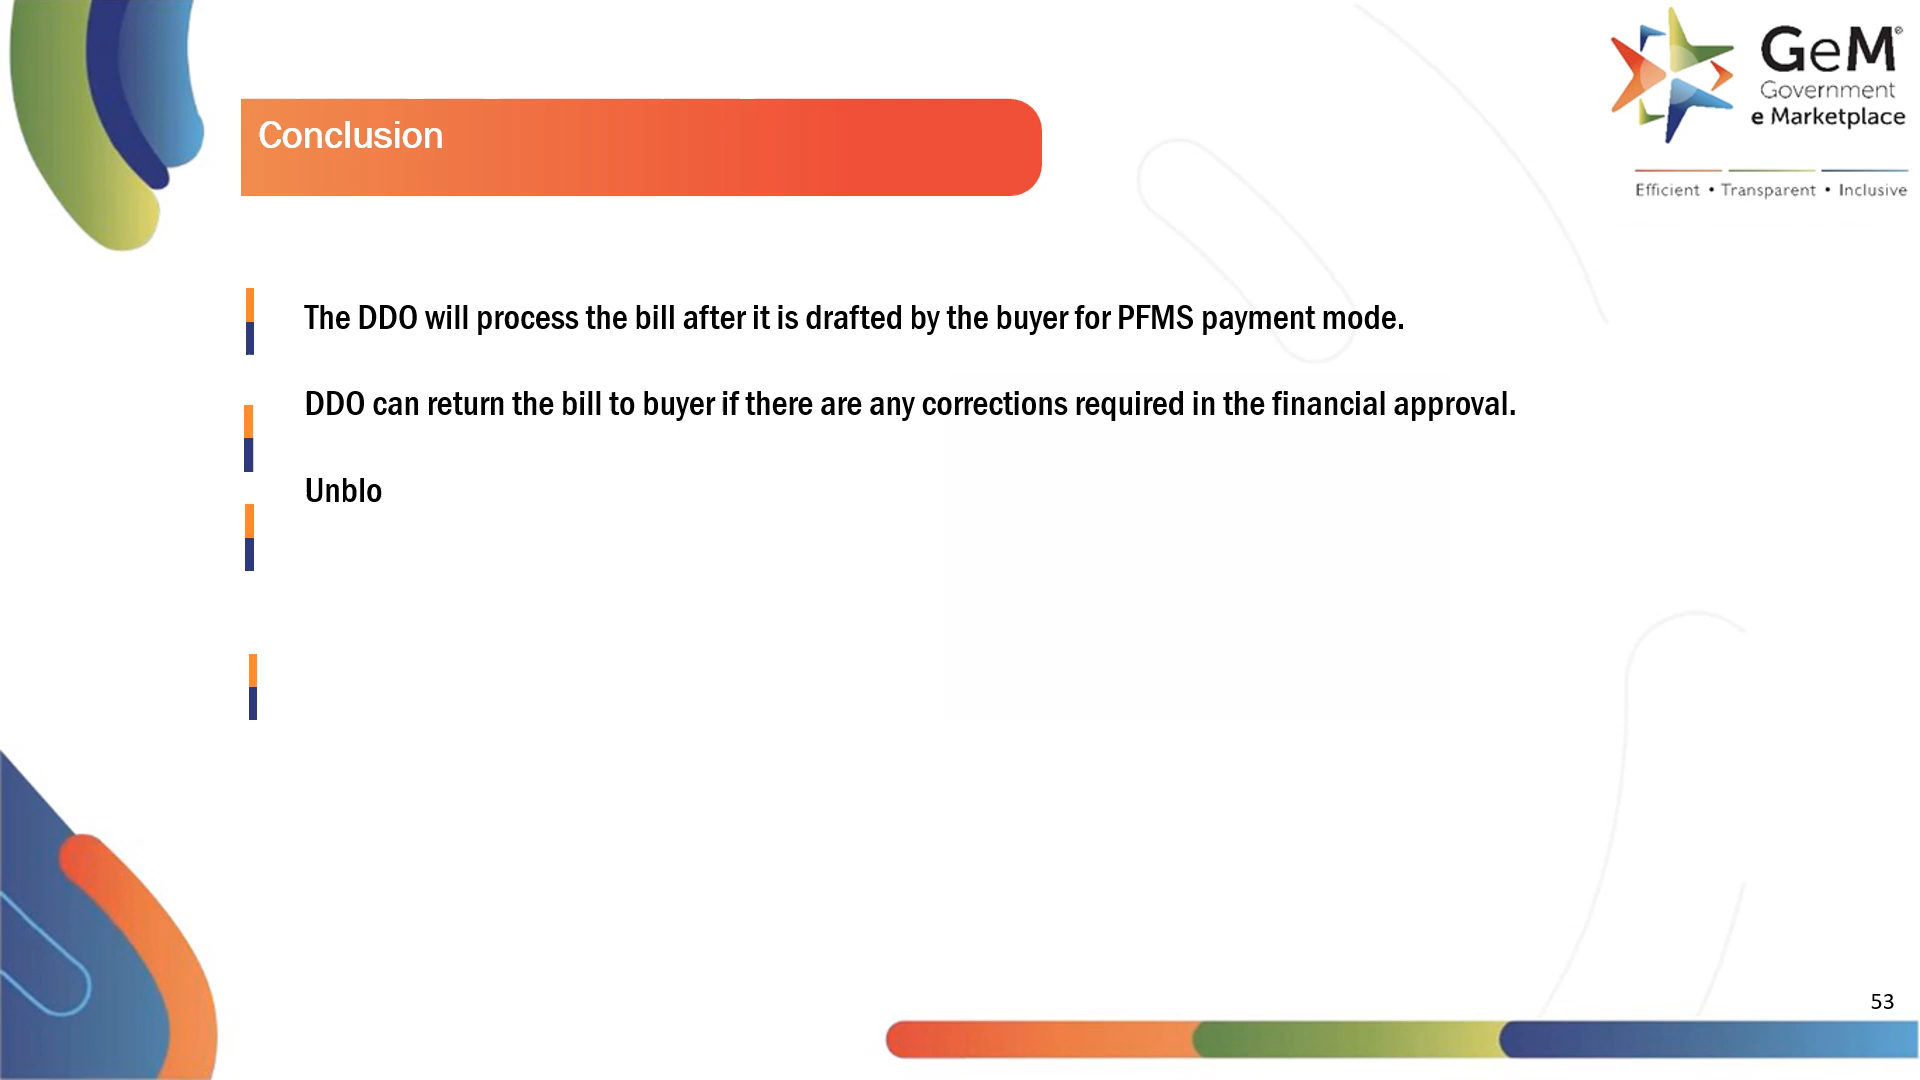 GeM®
Government
e Marketplace
Efficient • Transparent • Inclusive
Conclusion
The DDO will process the bill after it is drafted by the buyer for PFMS payment mode.
DDO can return the bill to buyer if there are any corrections required in the financial approval.
Unblo
53